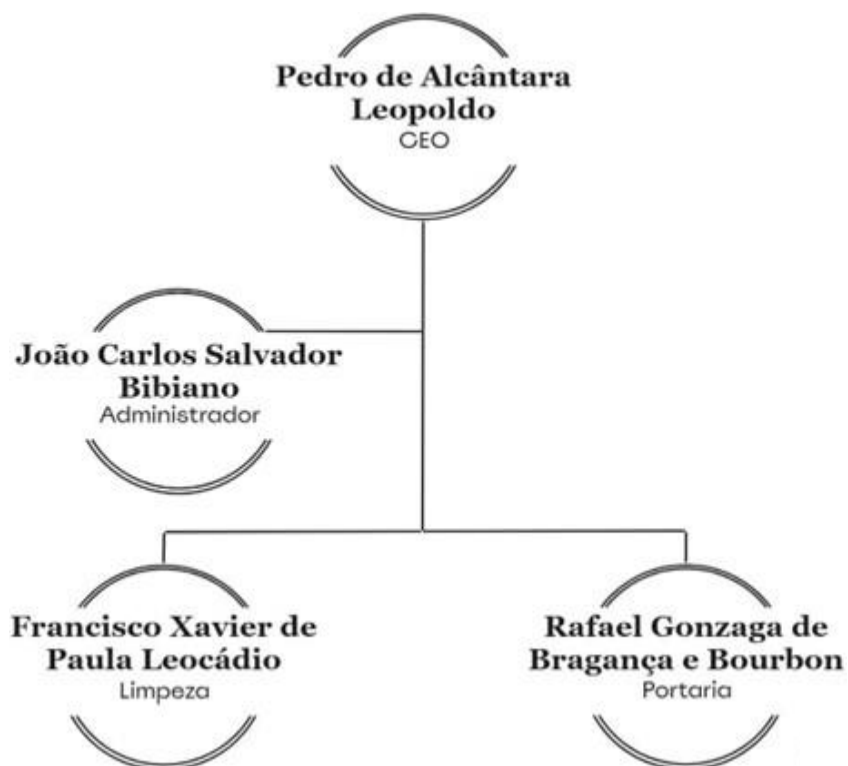 Pedro de Alcântara
Leopoldo
CEO
João Carlos Salvador
Bibiano
Administrador
Francisco Xavier de
Paula Leocádio
Limpeza
Rafael Gonzaga de
Bragança e Bourbon
Portaria